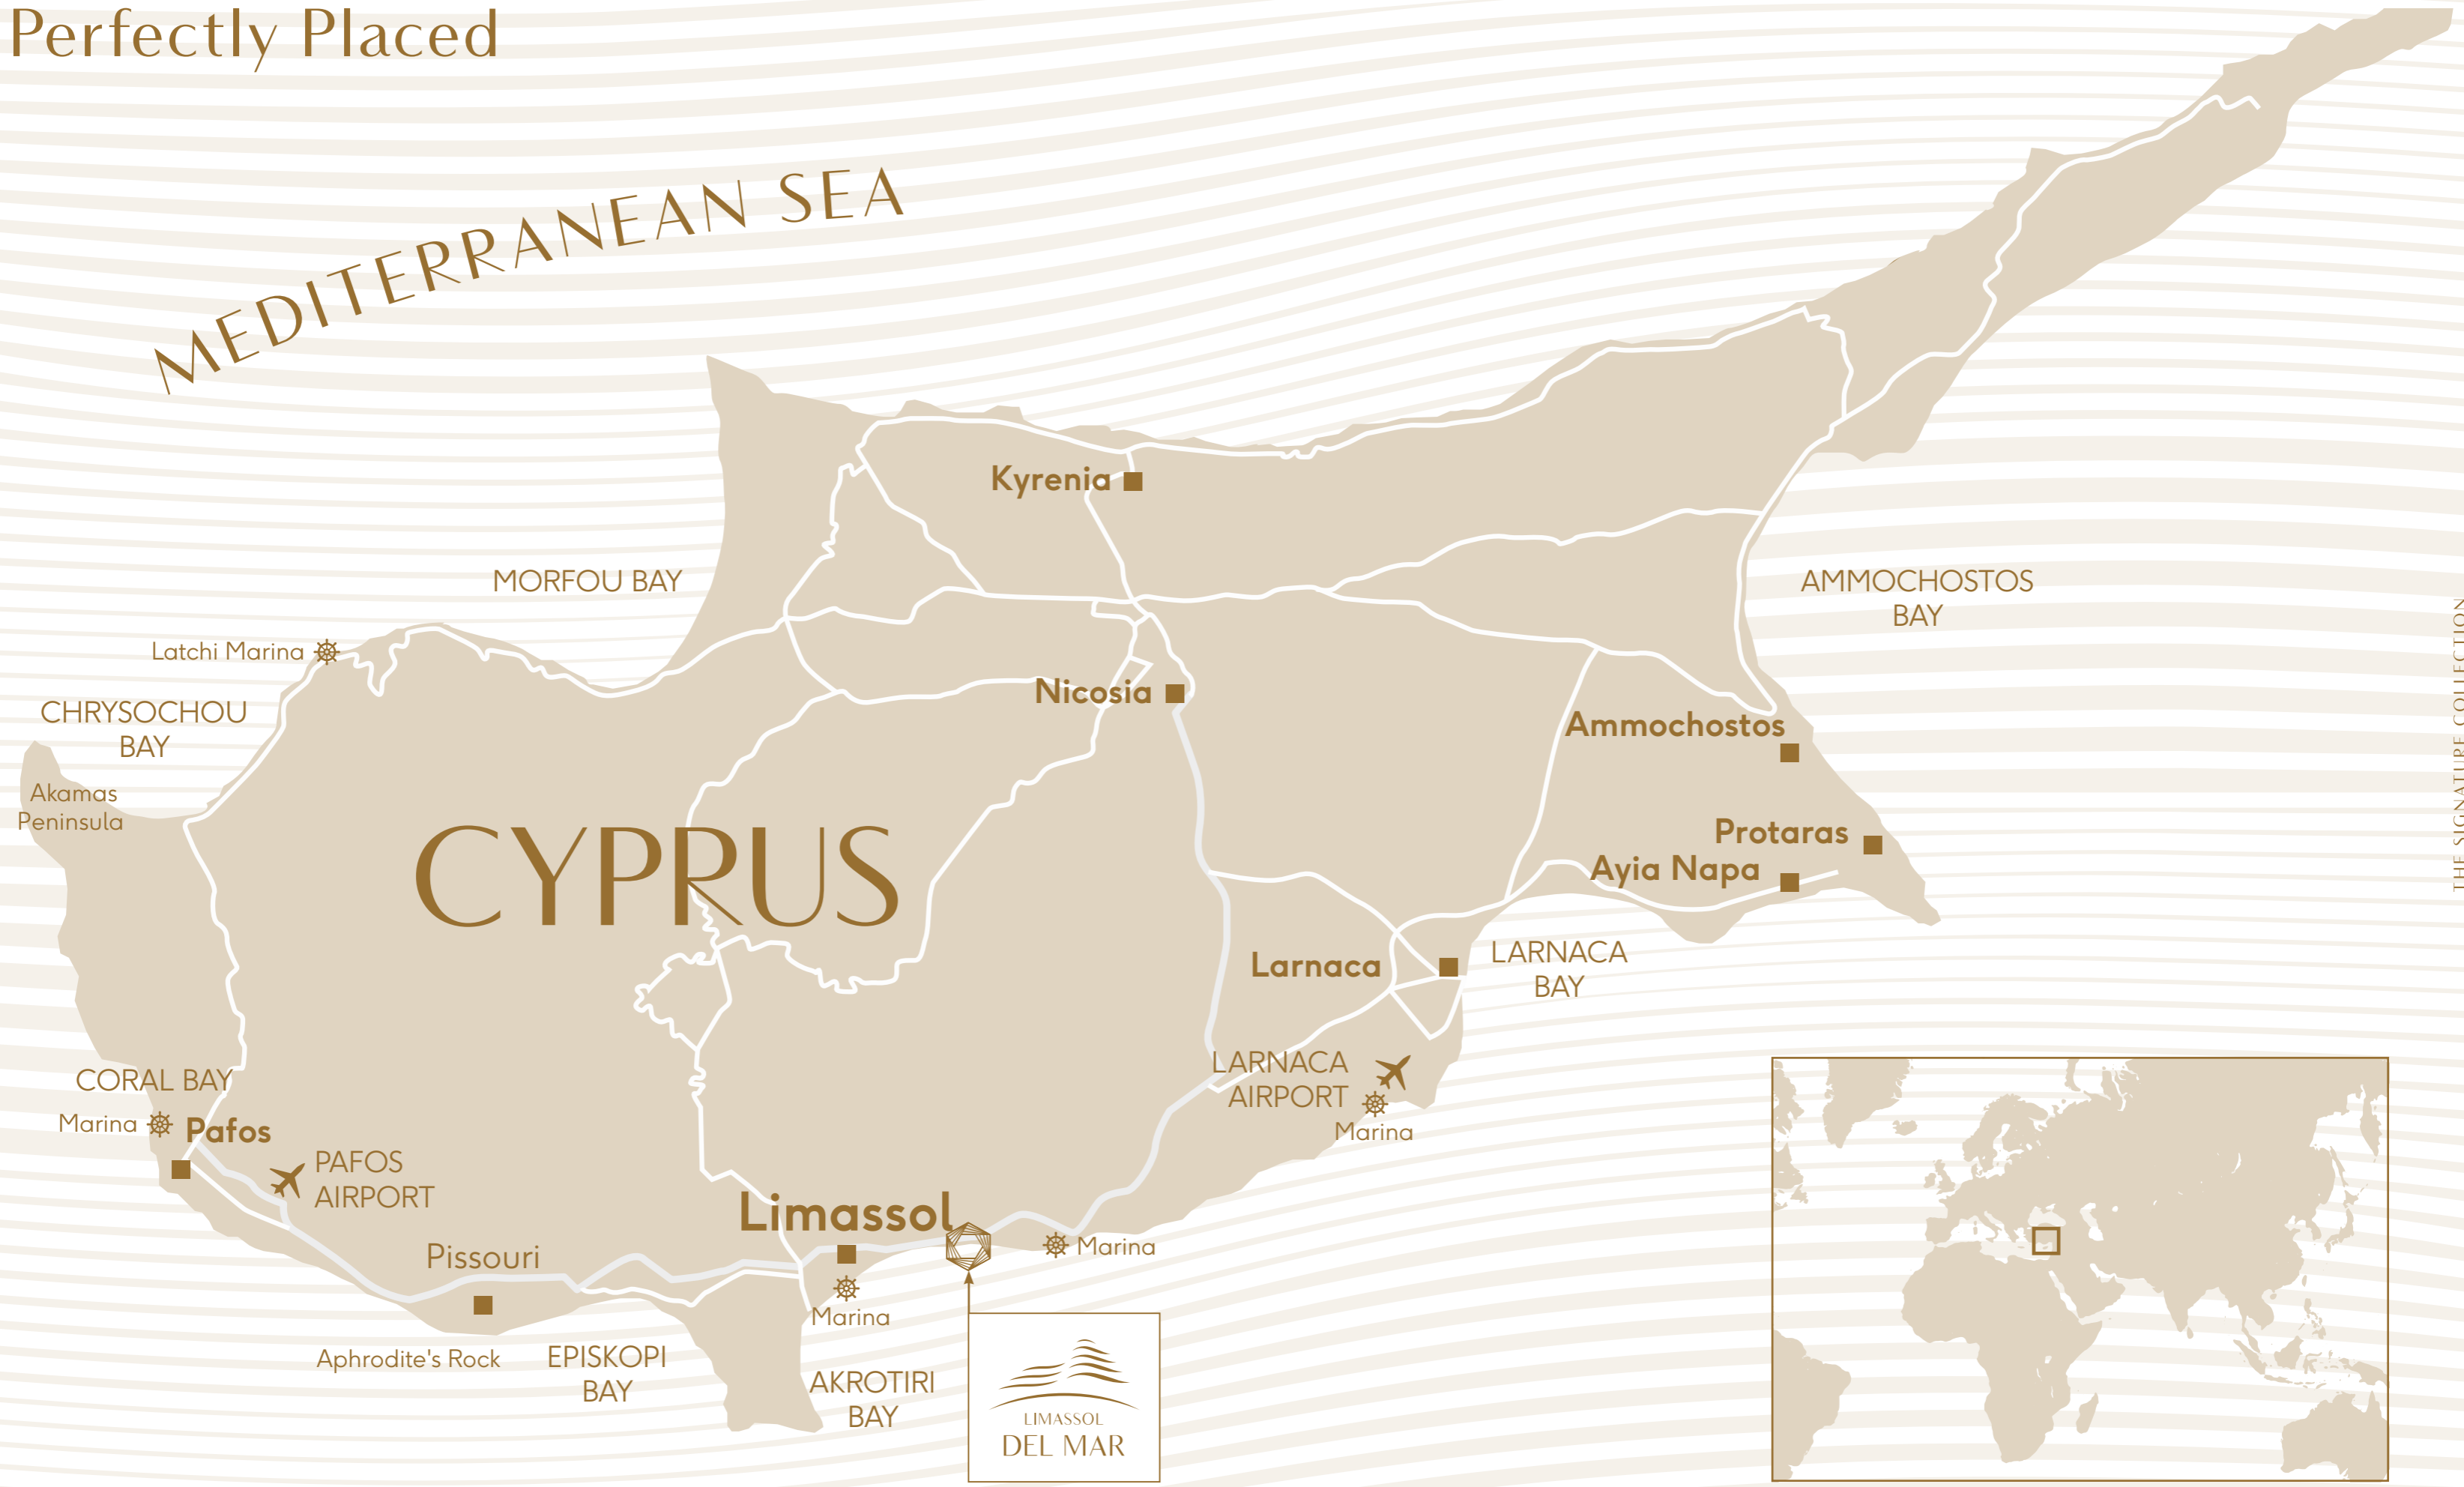 Perfectly Placed
MEDITERRANEAN SEA
Kyrenia
MORFOU BAY
AMMOCHOSTOS
BAY
Latchi Marina
THE SIGNATURE COLLECTION
Nicosia
CHRYSOCHOU
BAY
Ammochostos
Akamas
Peninsula
Protaras
Ayia Napa
CYPRUS
Larnaca
LARNACA
BAY
LARNACA
AIRPORT
Marina
CORAL BAY
Marina
Pafos
PAFOS
AIRPORT
Limassol
Marina
Pissouri
Marina
Aphrodite's Rock
EPISKOPI
BAY
AKROTIRI
BAY
LIMASSOL
DEL MAR